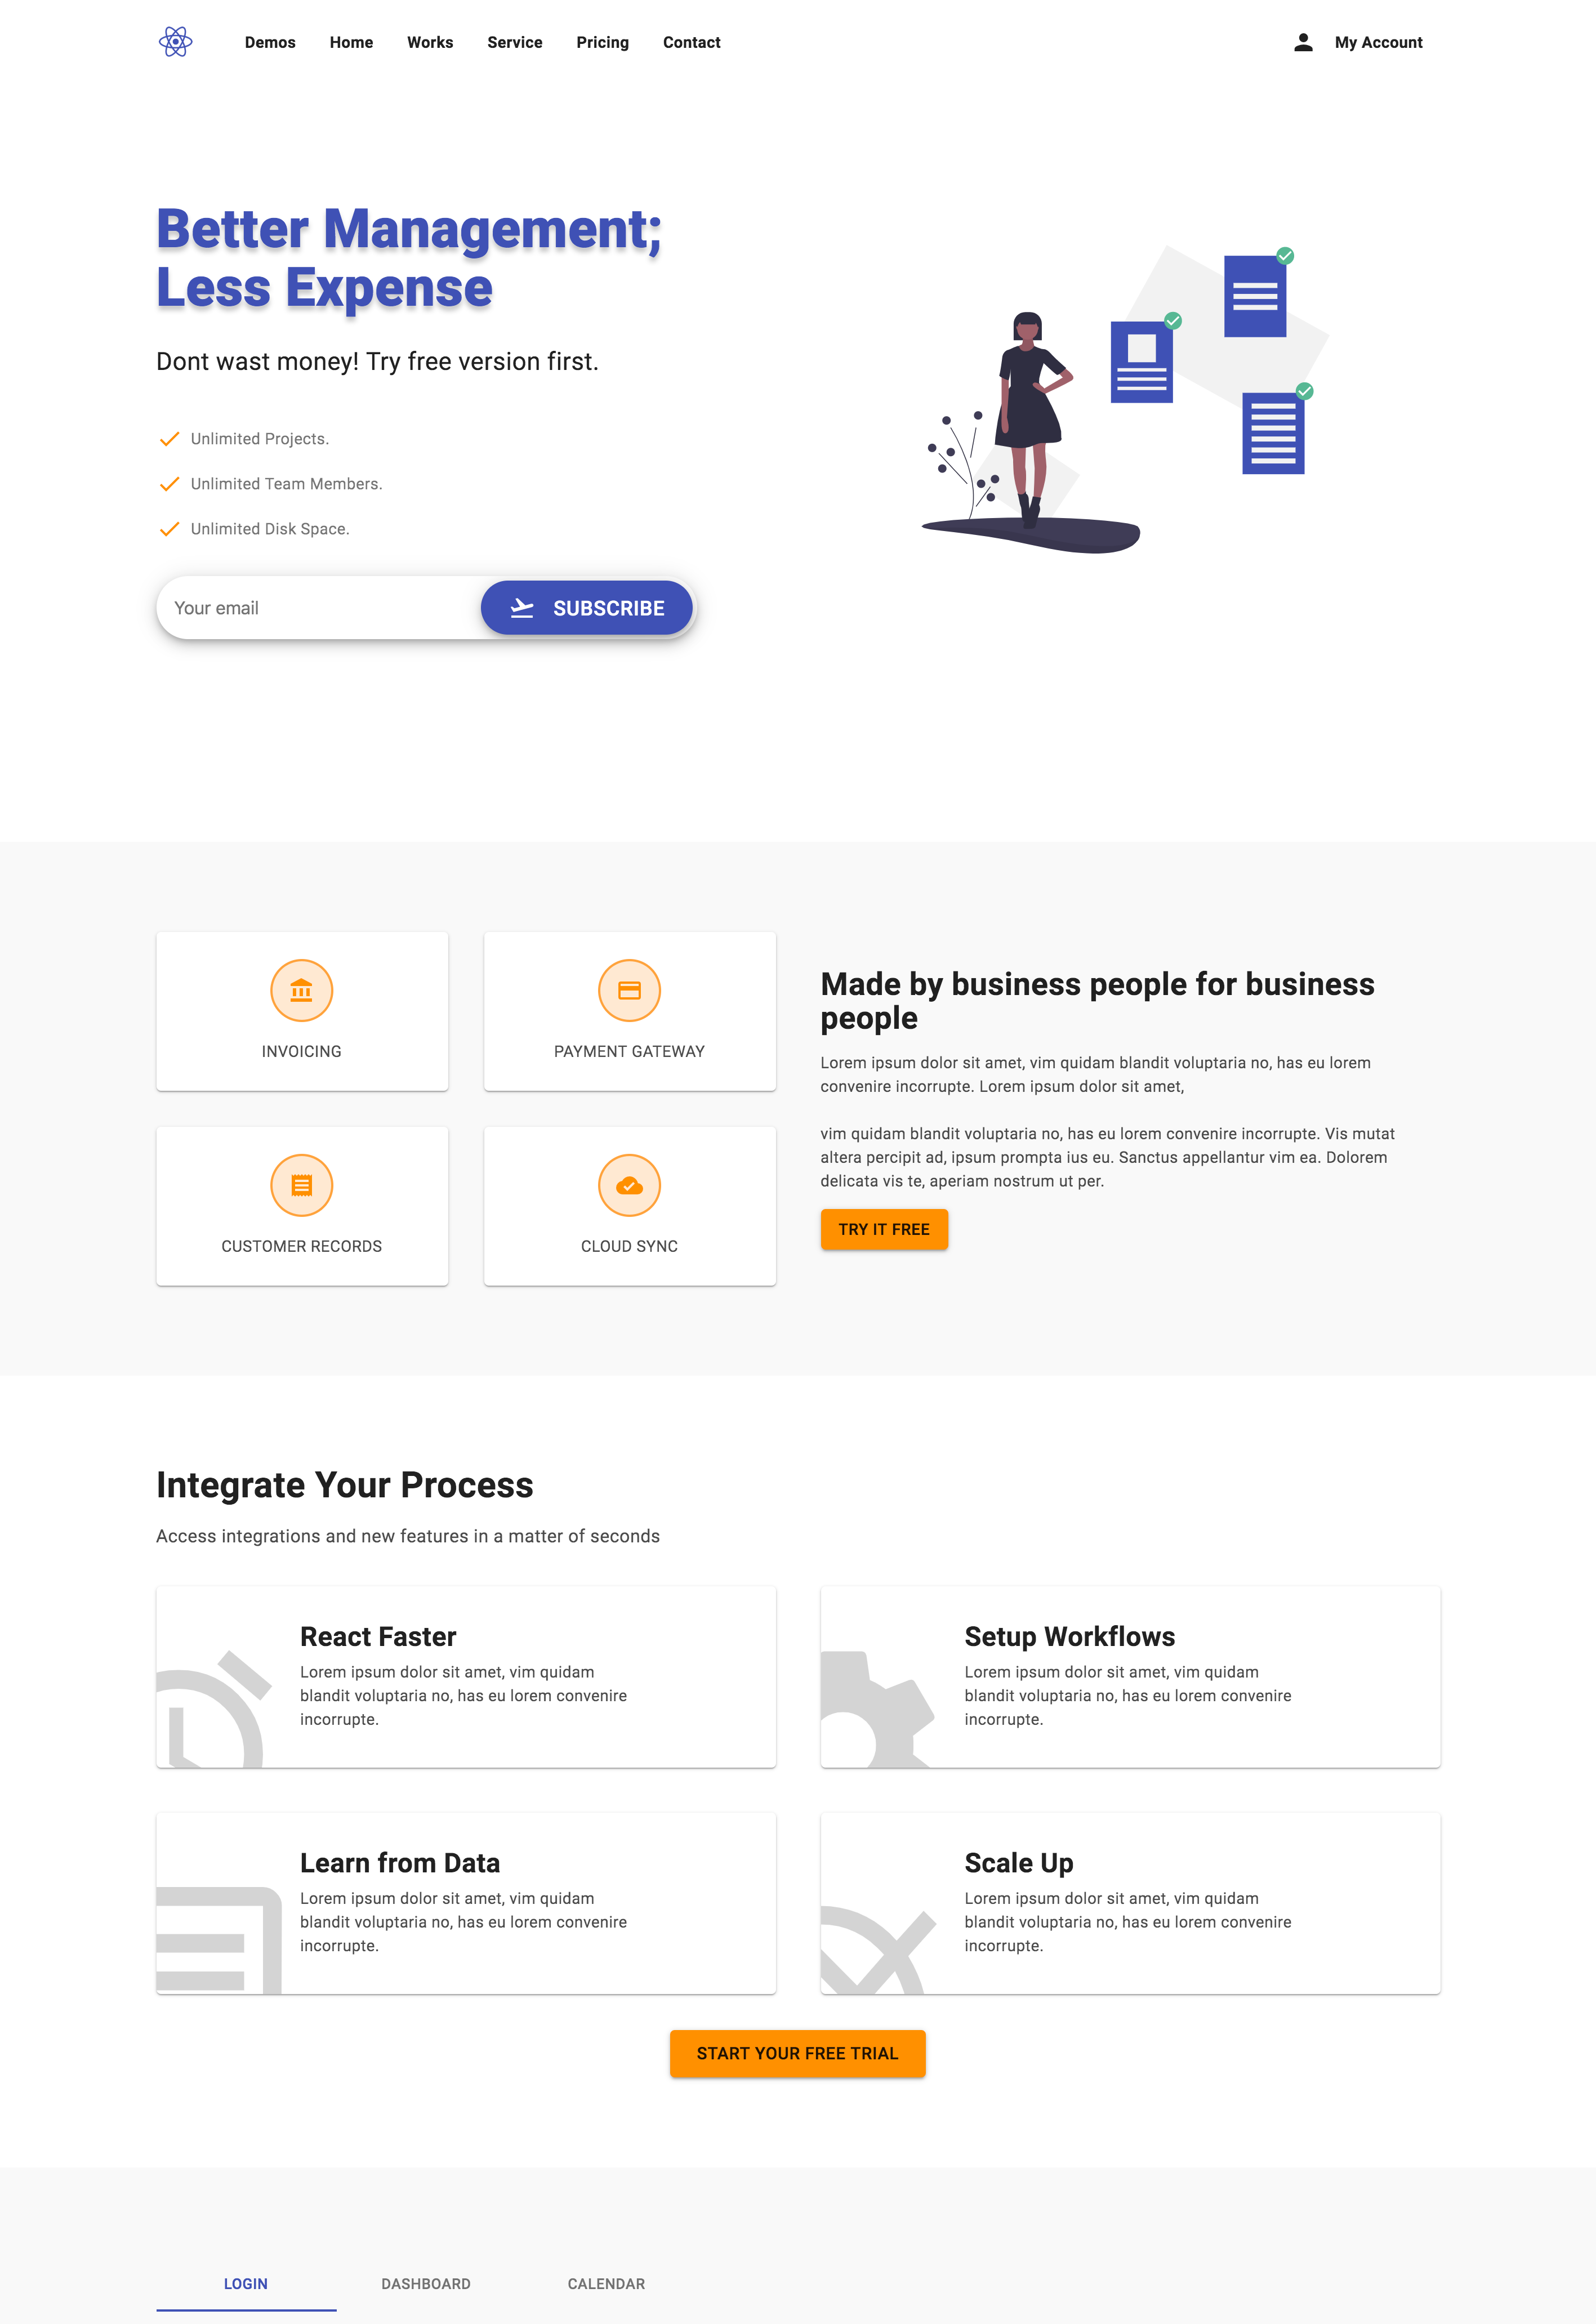 Demos Home Works Service Pricing Contact My Account
Better Management;
Less Expense
Dont wast money! Try free version first.
Unlimited Projects.
Unlimited Team Members.
Unlimited Disk Space.
Your email SUBSCRIBE
INVOICING
PAYMENT GATEWAY
CUSTOMER RECORDS
CLOUD SYNC
Made by business people for business
people
Lorem ipsum dolor sit amet, vim quidam blandit voluptaria no, has eu lorem
convenire incorrupte. Lorem ipsum dolor sit amet,
vim quidam blandit voluptaria no, has eu lorem convenire incorrupte. Vis mutat
altera percipit ad, ipsum prompta ius eu. Sanctus appellantur vim ea. Dolorem
delicata vis te, aperiam nostrum ut per.
TRY IT FREE
Integrate Your Process
Access integrations and new features in a matter of seconds
React Faster
Lorem ipsum dolor sit amet, vim quidam
blandit voluptaria no, has eu lorem convenire
incorrupte.
Setup Workflows
Lorem ipsum dolor sit amet, vim quidam
blandit voluptaria no, has eu lorem convenire
incorrupte.
Learn from Data
Lorem ipsum dolor sit amet, vim quidam
blandit voluptaria no, has eu lorem convenire
incorrupte.
Scale Up
Lorem ipsum dolor sit amet, vim quidam
blandit voluptaria no, has eu lorem convenire
incorrupte.
START YOUR FREE TRIAL
LOGIN DASHBOARD CALENDAR